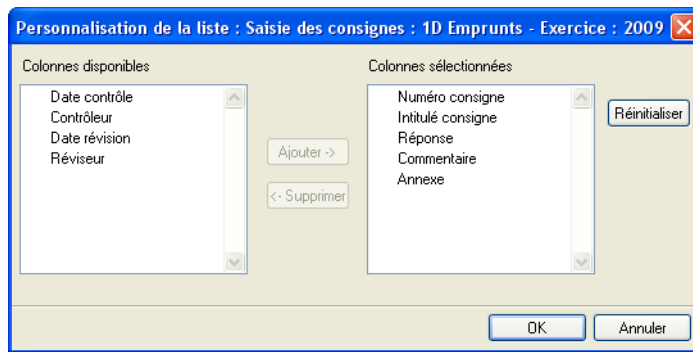 Personnalisation de la liste : Saisie des consignes : 1D Emprunts - Exercice : 2009
Colonnes disponibles
Date contrôle
Contrôleur
Date révision
Réviseur
Ajouter ->
<- Supprimer
Colonnes sélectionnées
Numéro consigne
Intitulé consigne
Réponse
Commentaire
Annexe
Réinitialiser
OK
Annuler